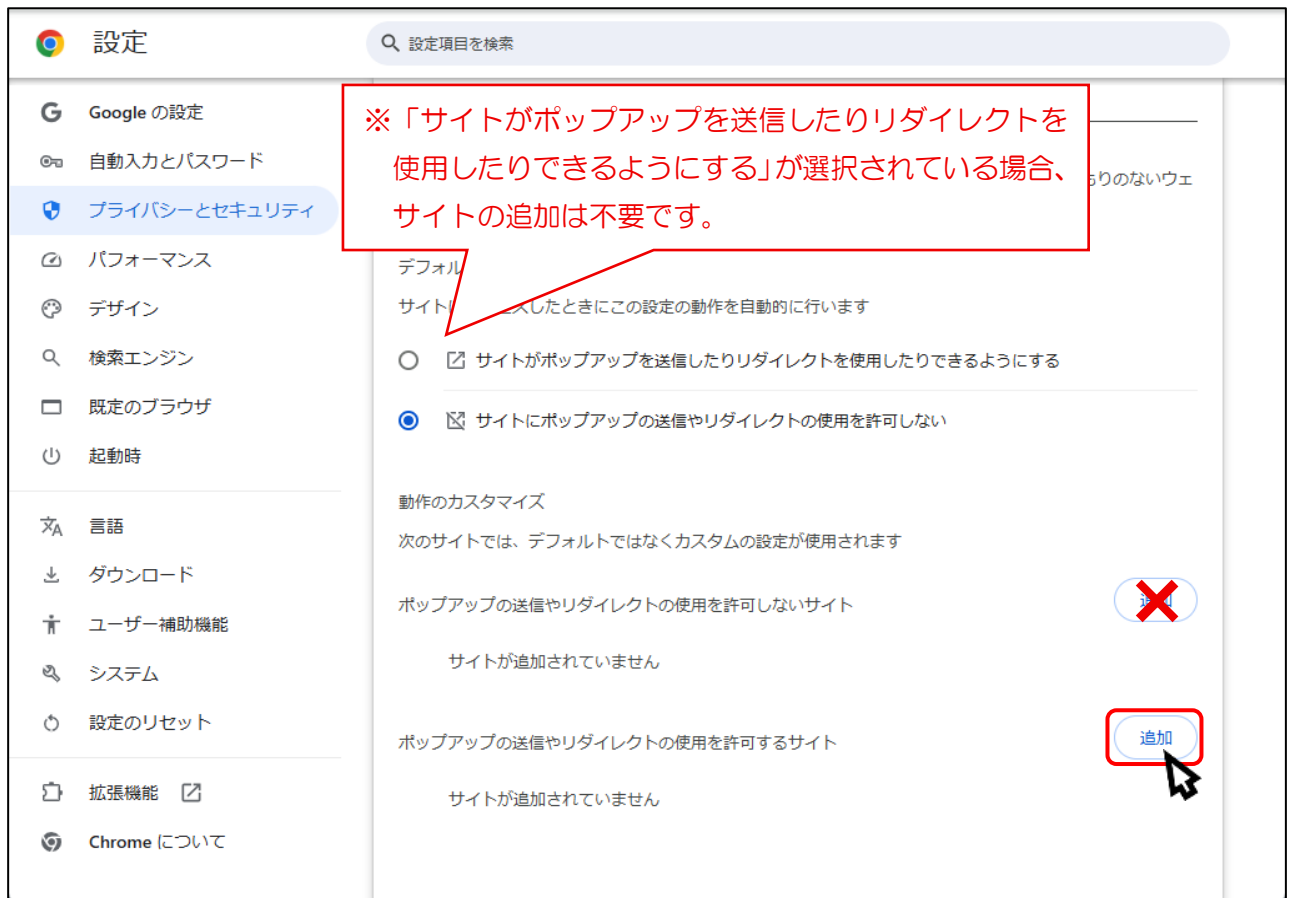 設定
設定項目を検索
Google の設定
自動入力とパスワード
プライバシーとセキュリティ
パフォーマンス
デザイン
検索エンジン
既定のブラウザ
起動時
言語
ダウンロード
ユーザー補助機能
システム
設定のリセット
拡張機能
Chrome について
※「サイトがポップアップを送信したりリダイレクトを
使用したりできるようにする」が選択されている場合、
サイトの追加は不要です。
りのないウェ
デフォル
サイト
したときにこの設定の動作を自動的に行います
サイトがポップアップを送信したりリダイレクトを使用したりできるようにする
サイトにポップアップの送信やリダイレクトの使用を許可しない
動作のカスタマイズ
次のサイトでは、デフォルトではなくカスタムの設定が使用されます
ポップアップの送信やリダイレクトの使用を許可しないサイト
サイトが追加されていません
ポップアップの送信やリダイレクトの使用を許可するサイト
追加
サイトが追加されていません